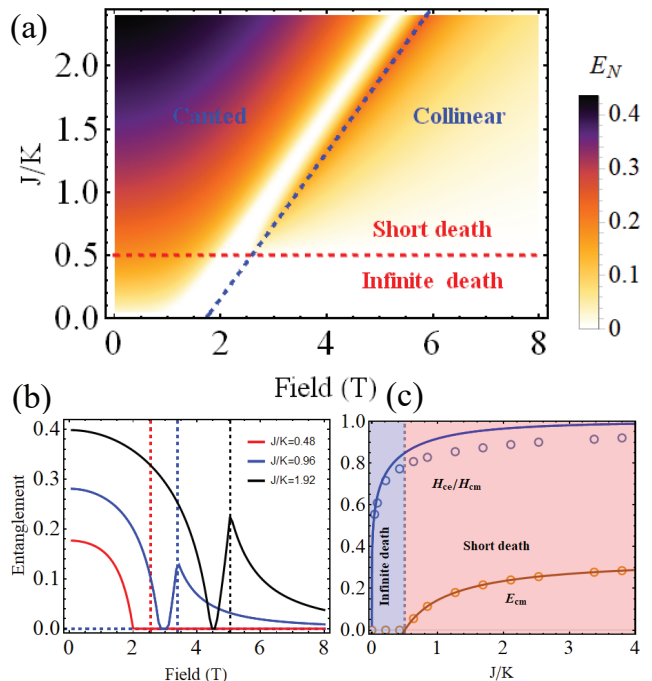 (a)
E_N
2.0
1.5
1.0
0.5
0.0
J/K
Canted
Collinear
Short death
Infinite death
0.4
0.3
0.2
0.1
0
0 2 4 6 8
Field (T)
(b)
0.4
0.3
0.2
0.1
0.0
Entanglement
J/K=0.48
J/K=0.96
J/K=1.92
0 2 4 6 8
Field (T)
(c)
1.0
0.8
0.6
0.4
0.2
0.0
Infinite death
H_ce/H_cm
Short death
E_cm
0 1 2 3 4
J/K